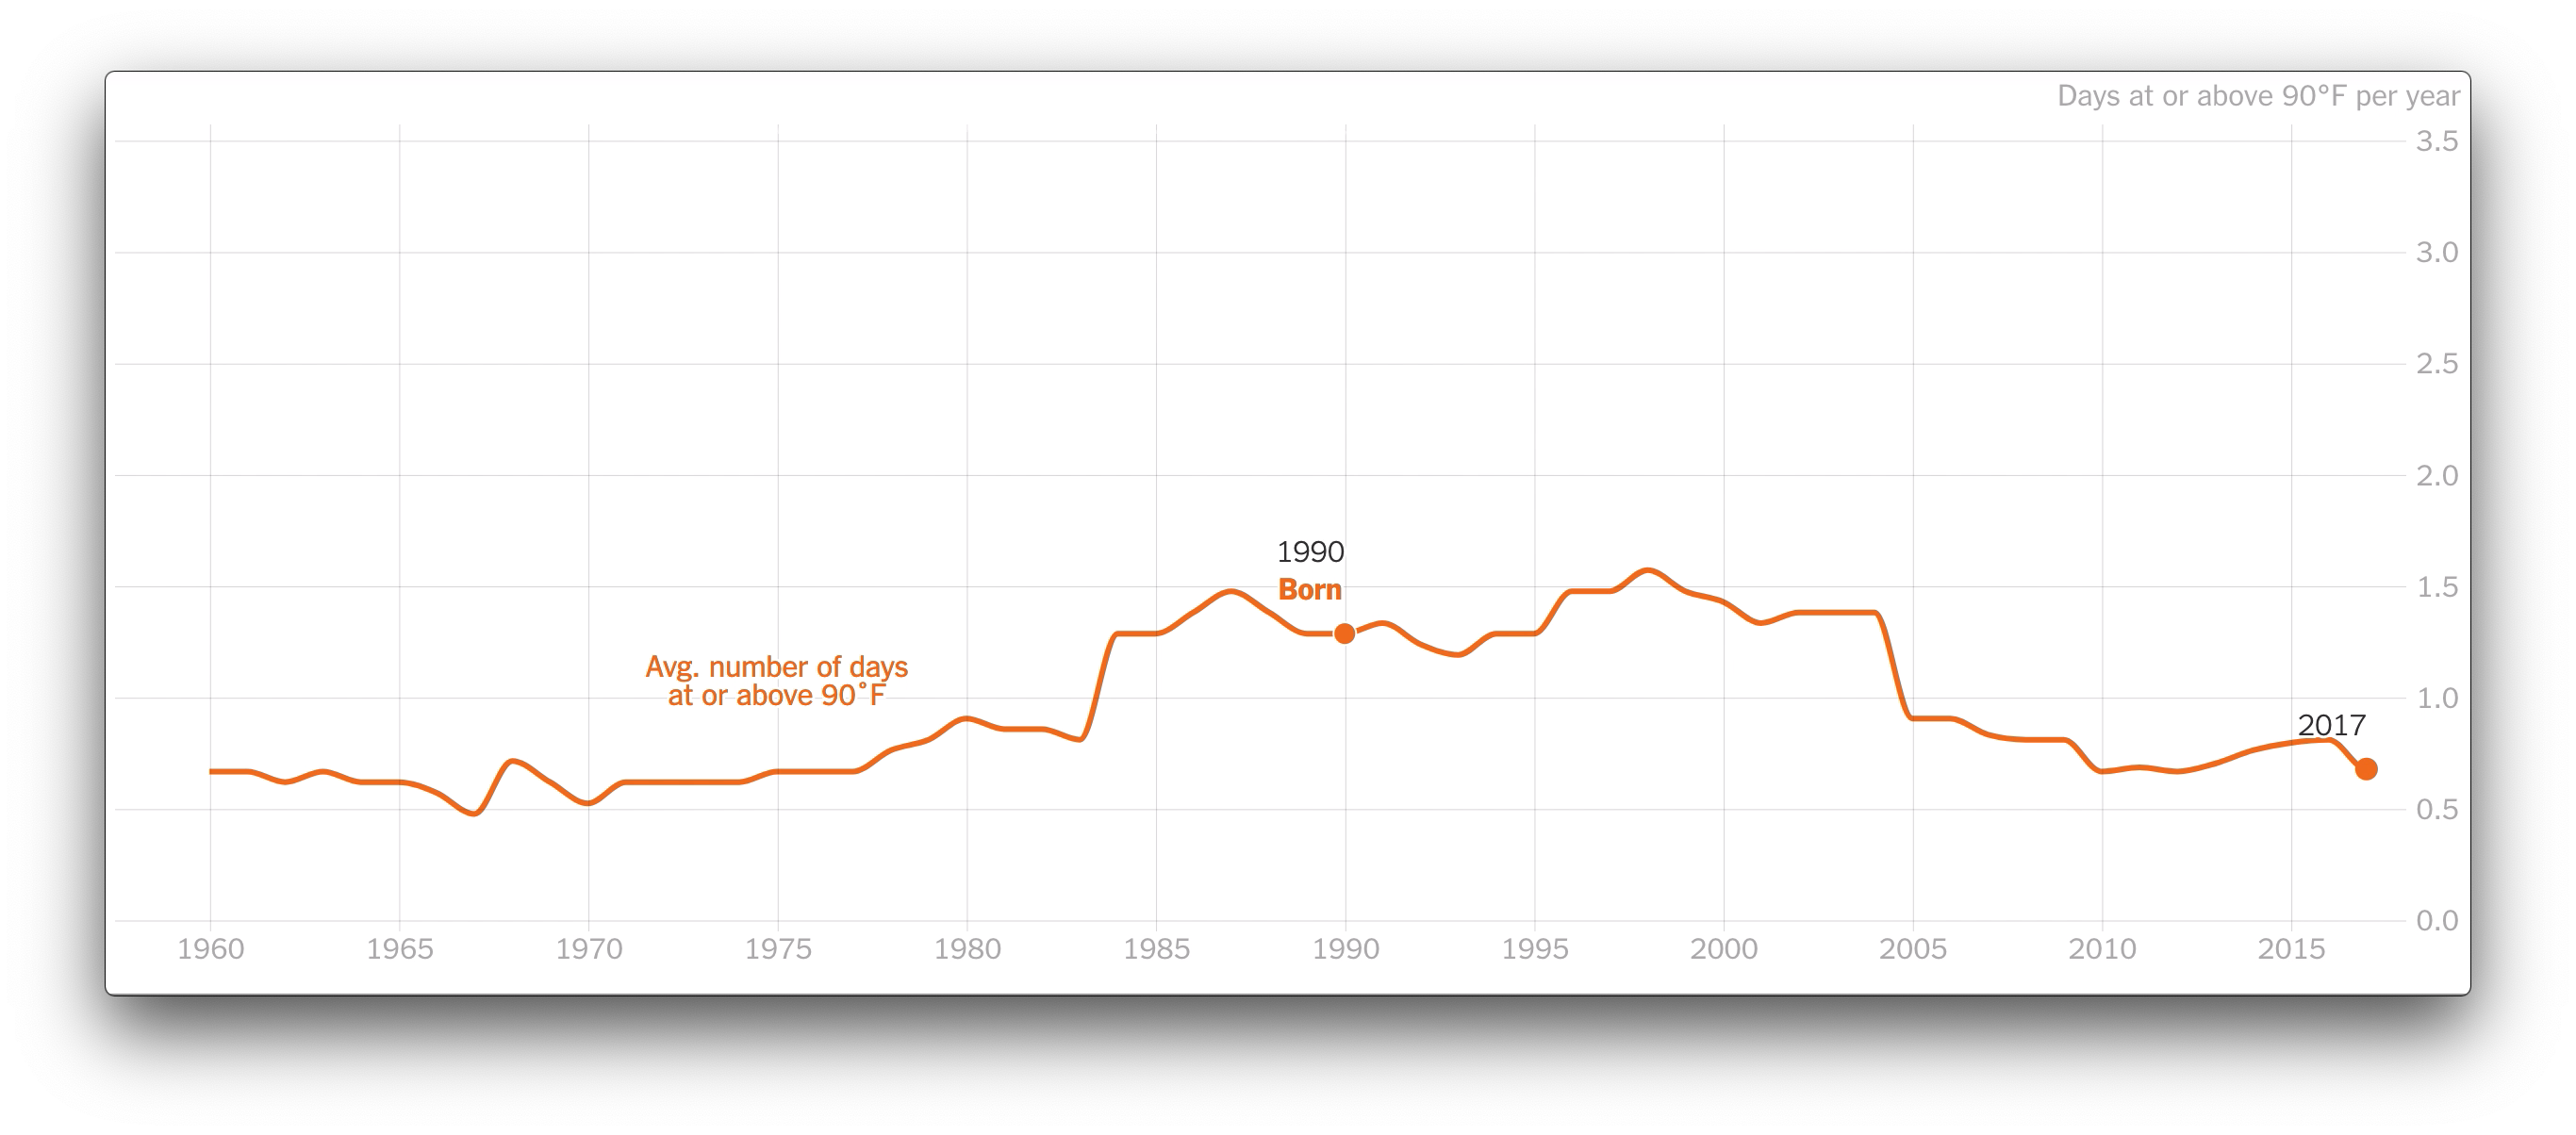 Days at or above 90°F per year
3.5
3.0
2.5
2.0
1990
Born
1.5
Avg. number of days
at or above 90°F
1.0
2017
0.5
0.0
1960 1965 1970 1975 1980 1985 1990 1995 2000 2005 2010 2015